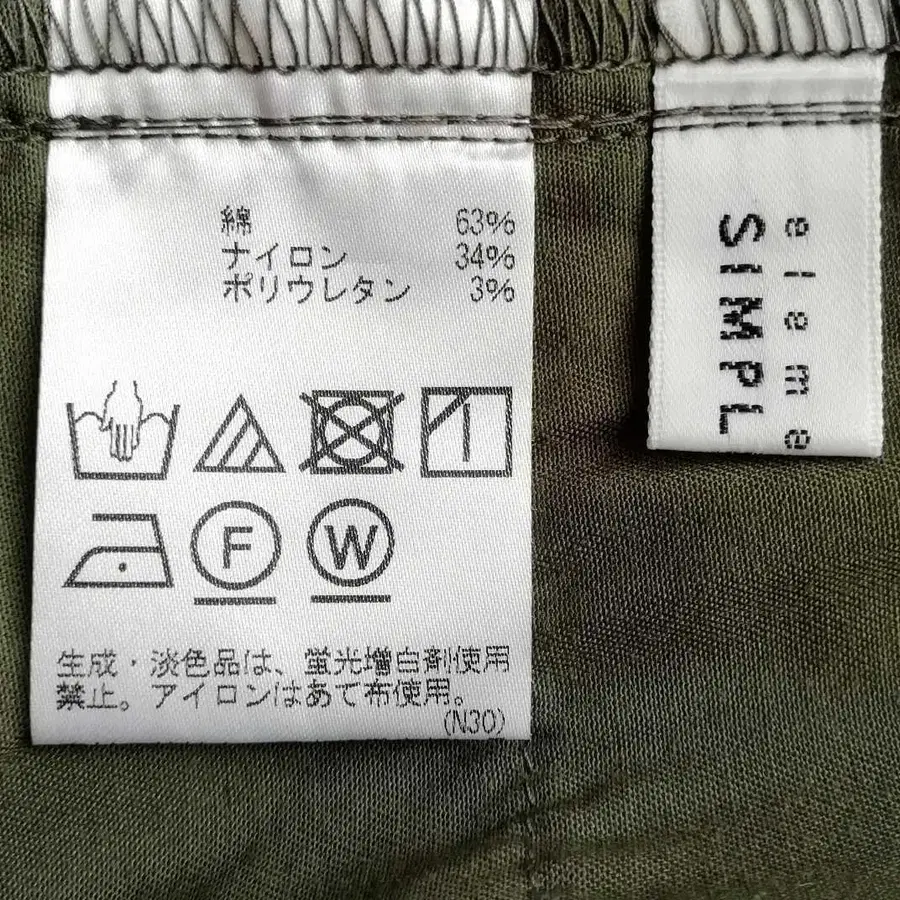 綿 63%
ナイロン 34%
ポリウレタン 3%
F W
生成・淡色品は、蛍光増白剤使用
禁止。アイロンはあて布使用。
(N30)
eleme
SIMPL